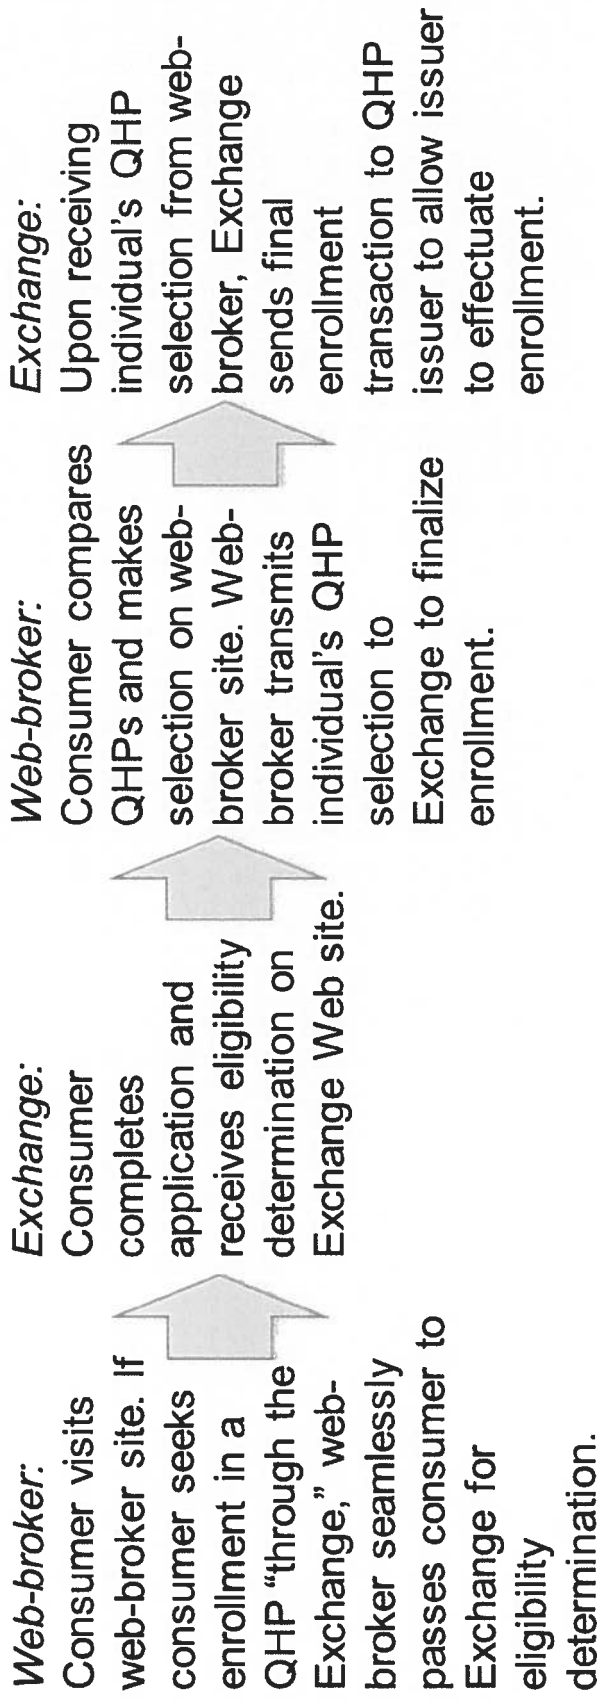 Web-broker:
Consumer visits
web-broker site. If
consumer seeks
enrollment in a
QHP “through the
Exchange,” web-
broker seamlessly
passes consumer to
Exchange for
eligibility
determination.
Exchange:
Consumer
completes
application and
receives eligibility
determination on
Exchange Web site.
Web-broker:
Consumer compares
QHPs and makes
selection on web-
broker site. Web-
broker transmits
individual’s QHP
selection to
Exchange to finalize
enrollment.
Exchange:
Upon receiving
individual’s QHP
selection from web-
broker, Exchange
sends final
enrollment
transaction to QHP
issuer to allow issuer
to effectuate
enrollment.